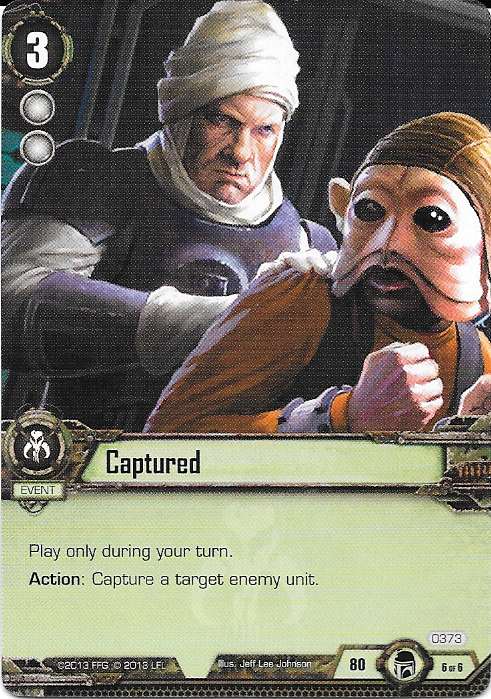 3
Captured
EVENT
Play only during your turn.
Action: Capture a target enemy unit.
0373
©2013 FFG © 2013 LFL
Illus. Jeff Lee Johnson
80
6 OF 6